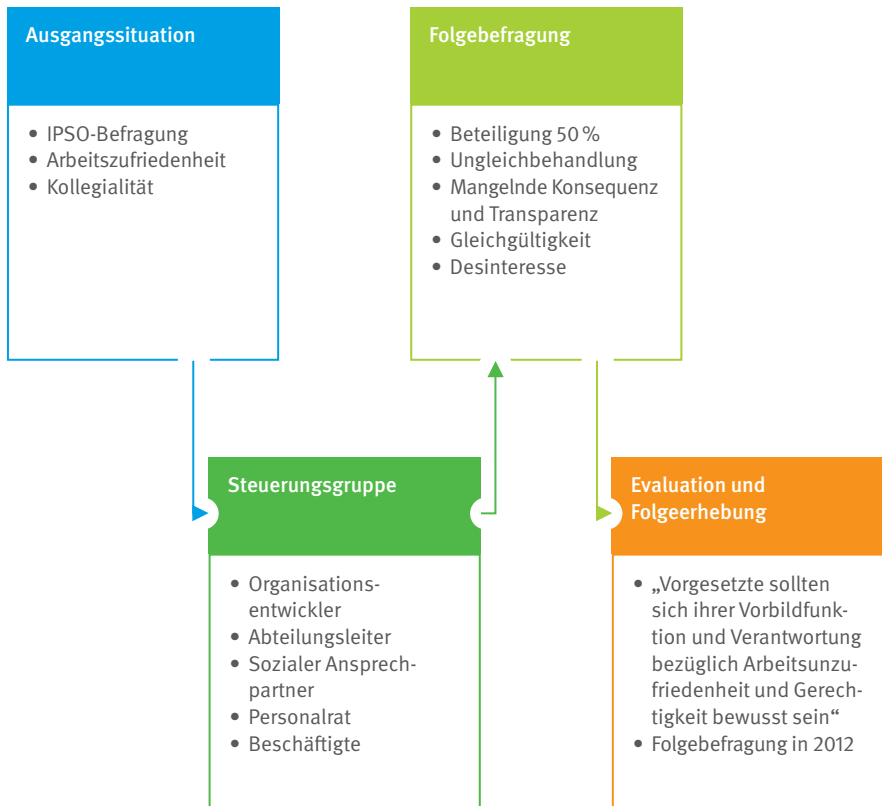 Ausgangssituation
• IPSO-Befragung
• Arbeitszufriedenheit
• Kollegialität
Steuerungsgruppe
• Organisations-
entwickler
• Abteilungsleiter
• Sozialer Ansprech-
partner
• Personalrat
• Beschäftigte
Folgebefragung
• Beteiligung 50 %
• Ungleichbehandlung
• Mangelnde Konsequenz
und Transparenz
• Gleichgültigkeit
• Desinteresse
Evaluation und
Folgeerhebung
• „Vorgesetzte sollten
sich ihrer Vorbildfunk-
tion und Verantwortung
bezüglich Arbeitsunzu-
friedenheit und Gerech-
tigkeit bewusst sein“
• Folgebefragung in 2012